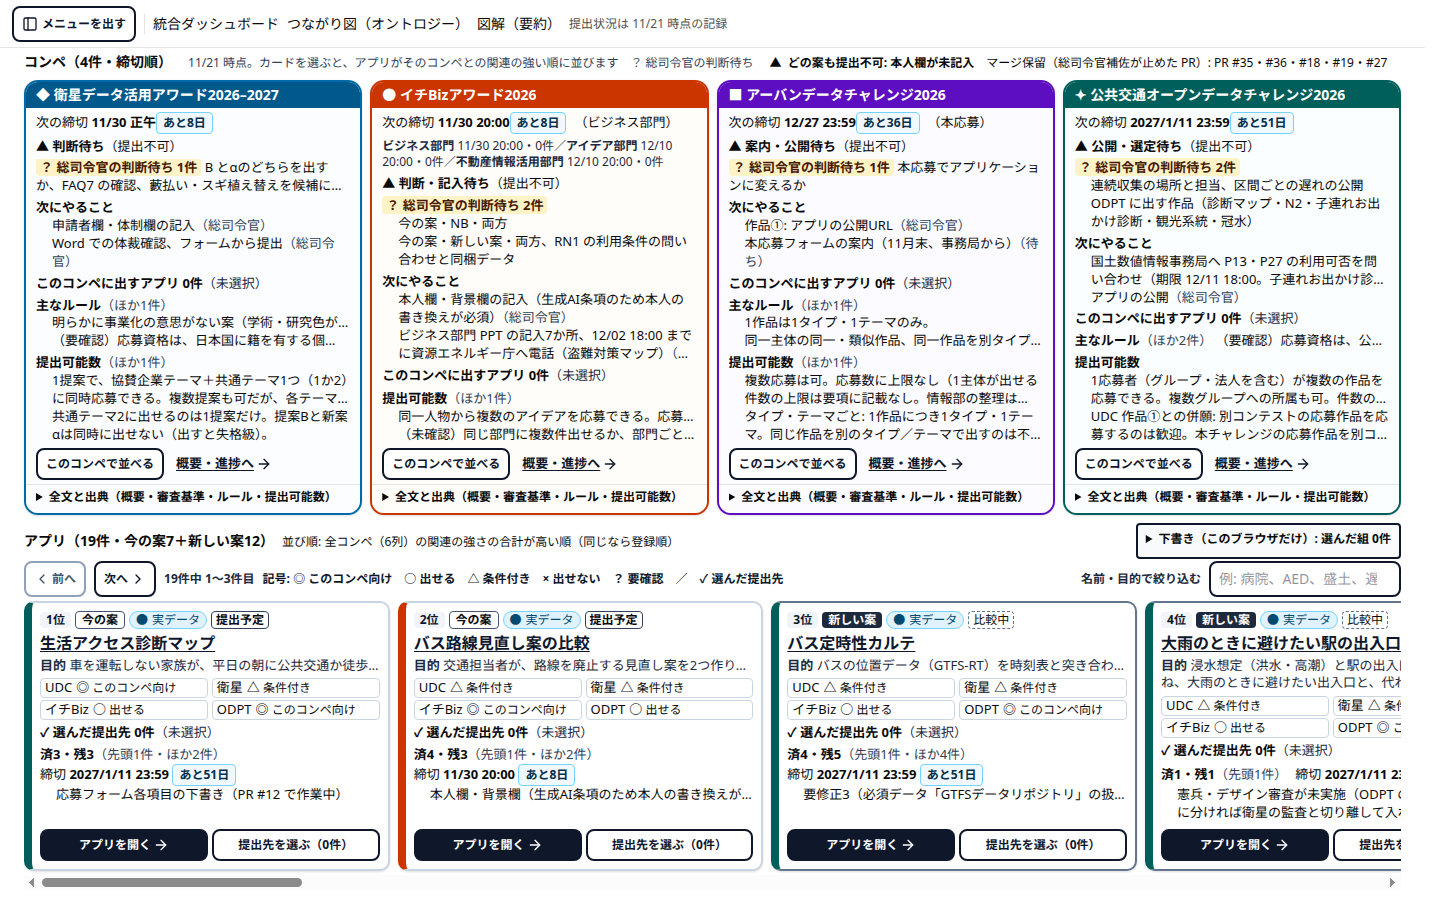 メニューを出す 統合ダッシュボード つながり図（オントロジー） 図解（要約） 提出状況は 11/21 時点の記録
コンペ（4件・締切順） 11/21 時点。カードを選ぶと、アプリがそのコンペとの関連の強い順に並びます ？ 総司令官の判断待ち ▲ どの案も提出不可: 本人欄が未記入 マージ保留（総司令官補佐が止めた PR）: PR #35・#36・#18・#19・#27
◆ 衛星データ活用アワード2026–2027
次の締切 11/30 正午 あと8日
▲ 判断待ち（提出不可）
？ 総司令官の判断待ち 1件 B とαのどちらを出す
か、FAQ7 の確認、藪払い・スギ植え替えを候補に…
次にやること
申請者欄・体制欄の記入（総司令官）
Word での体裁確認、フォームから提出（総司令
官）
このコンペに出すアプリ 0件（未選択）
主なルール（ほか1件）
明らかに事業化の意思がない案（学術・研究色が…
（要確認）応募資格は、日本国に籍を有する個…
提出可能数（ほか1件）
1提案で、協賛企業テーマ＋共通テーマ1つ（1か2）
に同時応募できる。複数提案も可だが、各テーマ…
共通テーマ2に出せるのは1提案だけ。提案Bと新案
αは同時に出せない（出すと失格級）。
このコンペで並べる 概要・進捗へ →
▶ 全文と出典（概要・審査基準・ルール・提出可能数）
● イチBizアワード2026
次の締切 11/30 20:00 あと8日 （ビジネス部門）
ビジネス部門 11/30 20:00・0件／アイデア部門 12/10
20:00・0件／不動産情報活用部門 12/10 20:00・0件
▲ 判断・記入待ち（提出不可）
？ 総司令官の判断待ち 2件
今の案・NB・両方
今の案・新しい案・両方、RN1 の利用条件の問い
合わせと同梱データ
次にやること
本人欄・背景欄の記入（生成AI条項のため本人の
書き換えが必須）（総司令官）
ビジネス部門 PPT の記入7か所、12/02 18:00 まで
に資源エネルギー庁へ電話（盗難対策マップ）（…
このコンペに出すアプリ 0件（未選択）
提出可能数（ほか1件）
同一人物から複数のアイデアを応募できる。応募…
（未確認）同じ部門に複数件出せるか、部門ごと…
このコンペで並べる 概要・進捗へ →
▶ 全文と出典（概要・審査基準・ルール・提出可能数）
■ アーバンデータチャレンジ2026
次の締切 12/27 23:59 あと36日 （本応募）
▲ 案内・公開待ち（提出不可）
？ 総司令官の判断待ち 1件 本応募でアプリケーショ
ンに変えるか
次にやること
作品①: アプリの公開URL（総司令官）
本応募フォームの案内（11月末、事務局から）（待
ち）
このコンペに出すアプリ 0件（未選択）
主なルール（ほか1件）
1作品は1タイプ・1テーマのみ。
同一主体の同一・類似作品、同一作品を別タイプ…
提出可能数（ほか1件）
複数応募は可。応募数に上限なし（1主体が出せる
件数の上限は要項に記載なし。情報部の整理は…
タイプ・テーマごと: 1作品につき1タイプ・1テー
マ。同じ作品を別のタイプ／テーマで出すのは不…
このコンペで並べる 概要・進捗へ →
▶ 全文と出典（概要・審査基準・ルール・提出可能数）
✦ 公共交通オープンデータチャレンジ2026
次の締切 2027/1/11 23:59 あと51日
▲ 公開・選定待ち（提出不可）
？ 総司令官の判断待ち 2件
連続収集の場所と担当、区間ごとの遅れの公開
ODPT に出す作品（診断マップ・N2・子連れお出
かけ診断・観光系統・冠水）
次にやること
国土数値情報事務局へ P13・P27 の利用可否を問
い合わせ（期限 12/11 18:00。子連れお出かけ診…
アプリの公開（総司令官）
このコンペに出すアプリ 0件（未選択）
主なルール（ほか2件） （要確認）応募資格は、公…
提出可能数
1応募者（グループ・法人を含む）が複数の作品を
応募できる。複数グループへの所属も可。件数の…
UDC 作品①との併願: 別コンテストの応募作品を応
募するのは歓迎。本チャレンジの応募作品を別コ…
このコンペで並べる 概要・進捗へ →
▶ 全文と出典（概要・審査基準・ルール・提出可能数）
アプリ（19件・今の案7＋新しい案12） 並び順: 全コンペ（6列）の関連の強さの合計が高い順（同じなら登録順） ▶ 下書き（このブラウザだけ）: 選んだ組 0件
前へ 次へ 19件中 1〜3件目 記号: ◎ このコンペ向け ○ 出せる △ 条件付き × 出せない ？ 要確認 ／ ✓ 選んだ提出先 名前・目的で絞り込む 例: 病院、AED、盛土、遅
1位 今の案 ● 実データ 提出予定
生活アクセス診断マップ
目的 車を運転しない家族が、平日の朝に公共交通か徒歩…
UDC ◎ このコンペ向け 衛星 △ 条件付き
イチBiz ○ 出せる ODPT ◎ このコンペ向け
✓ 選んだ提出先 0件（未選択）
済3・残3（先頭1件・ほか2件）
締切 2027/1/11 23:59 あと51日
応募フォーム各項目の下書き（PR #12 で作業中）
アプリを開く → 提出先を選ぶ（0件）
2位 今の案 ● 実データ 提出予定
バス路線見直し案の比較
目的 交通担当者が、路線を廃止する見直し案を2つ作り…
UDC △ 条件付き 衛星 △ 条件付き
イチBiz ◎ このコンペ向け ODPT ○ 出せる
✓ 選んだ提出先 0件（未選択）
済4・残3（先頭1件・ほか2件）
締切 11/30 20:00 あと8日
本人欄・背景（生成AI条項のため本人の書き換えが…
アプリを開く → 提出先を選ぶ（0件）
3位 新しい案 ● 実データ 比較中
バス定時性カルテ
目的 バスの位置データ（GTFS-RT）を時刻表と突き合わ…
UDC △ 条件付き 衛星 △ 条件付き
イチBiz ○ 出せる ODPT ◎ このコンペ向け
✓ 選んだ提出先 0件（未選択）
済4・残5（先頭1件・ほか4件）
締切 2027/1/11 23:59 あと51日
要修正3（必須データ「GTFSデータリポジトリ」の扱…
アプリを開く → 提出先を選ぶ（0件）
4位 新しい案 ● 実データ 比較中
大雨のときに避けたい駅の出入口
目的 浸水想定（洪水・高潮）と駅の出入
ね、大雨のときに避けたい出入口と、代わ
UDC △ 条件付き 衛星 △ 条件
イチBiz ○ 出せる ODPT ◎ こ
✓ 選んだ提出先 0件（未選択）
済1・残1（先頭1件） 締切 2027/1/11 23
憲兵・デザイン審査が未実施（ODPT
に分ければ衛星の監査と切り離して入
アプリを開く → 提出先